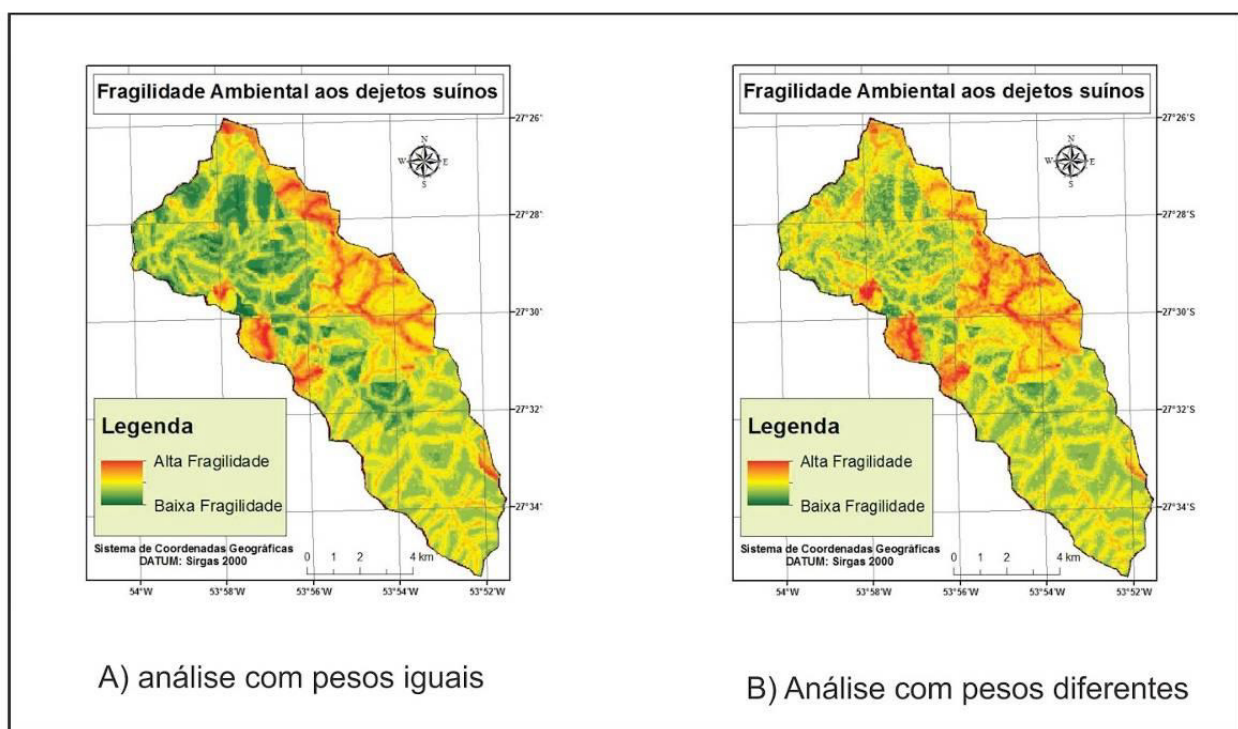 Fragilidade Ambiental aos dejetos suínos
N
W E
S
27°26'
27°28'
27°30'
27°32'
27°34'
Legenda
Alta Fragilidade
Baixa Fragilidade
Sistema de Coordenadas Geográficas
DATUM: Sirgas 2000
0 1 2 4 km
54°W 53°58'W 53°56'W 53°54'W 53°52'W
A) análise com pesos iguais
Fragilidade Ambiental aos dejetos suínos
N
W E
S
27°26'S
27°28'S
27°30'S
27°32'S
27°34'S
Legenda
Alta Fragilidade
Baixa Fragilidade
Sistema de Coordenadas Geográficas
DATUM: Sirgas 2000
0 1 2 4 km
54°W 53°58'W 53°56'W 53°54'W 53°52'W
B) Análise com pesos diferentes